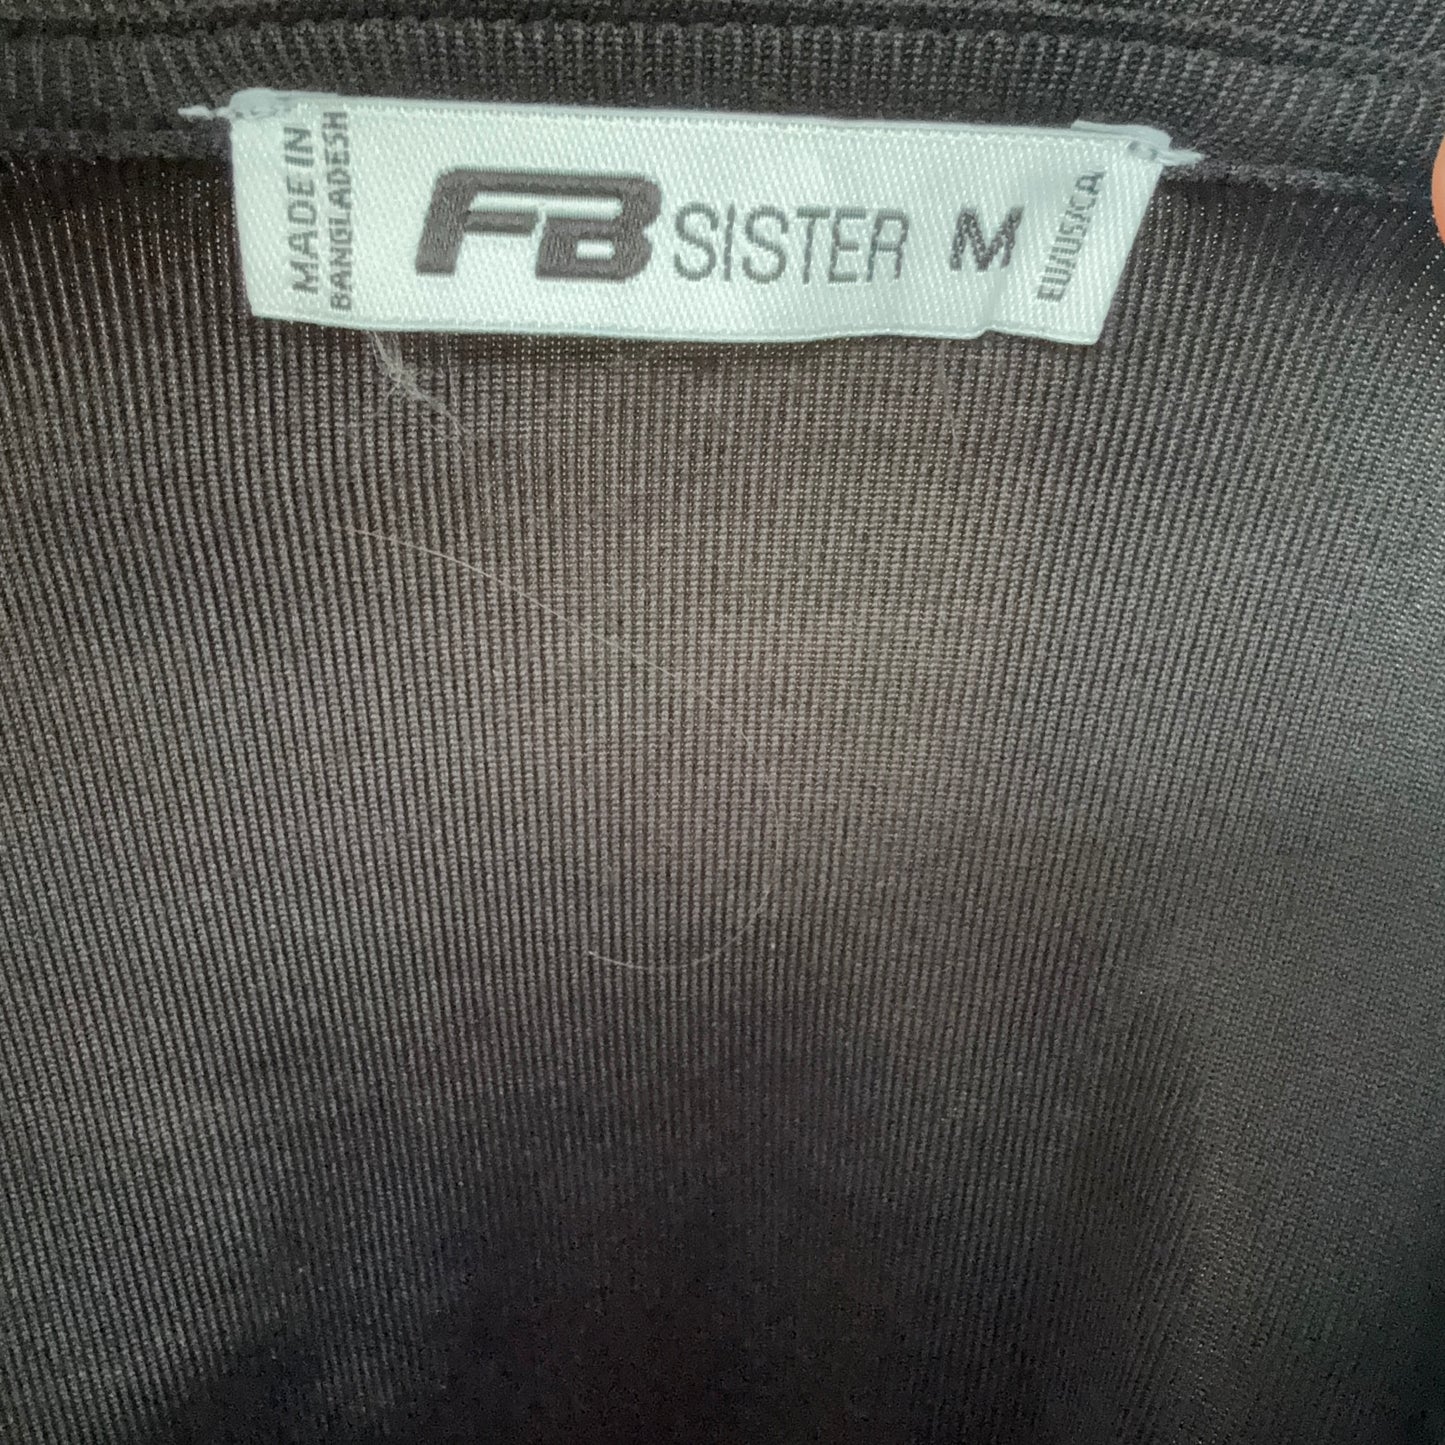 MADE IN
BANGLADESH
FB SISTER M
EU/US/CA